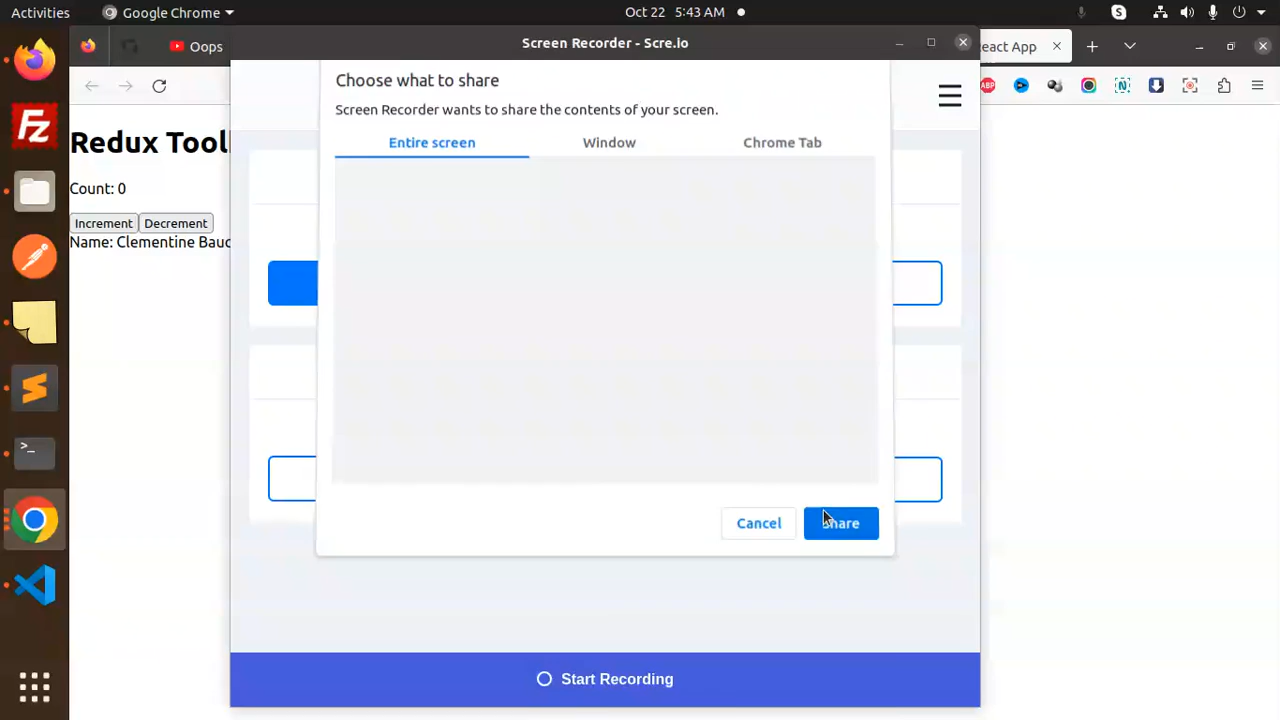 Activities
Google Chrome
Oct 22 5:43 AM
Oops
Screen Recorder - Scre.io
React App
Redux Tool
Count: 0
Increment
Decrement
Name: Clementine Bauc
Choose what to share
Screen Recorder wants to share the contents of your screen.
Entire screen
Window
Chrome Tab
Cancel
Share
Start Recording